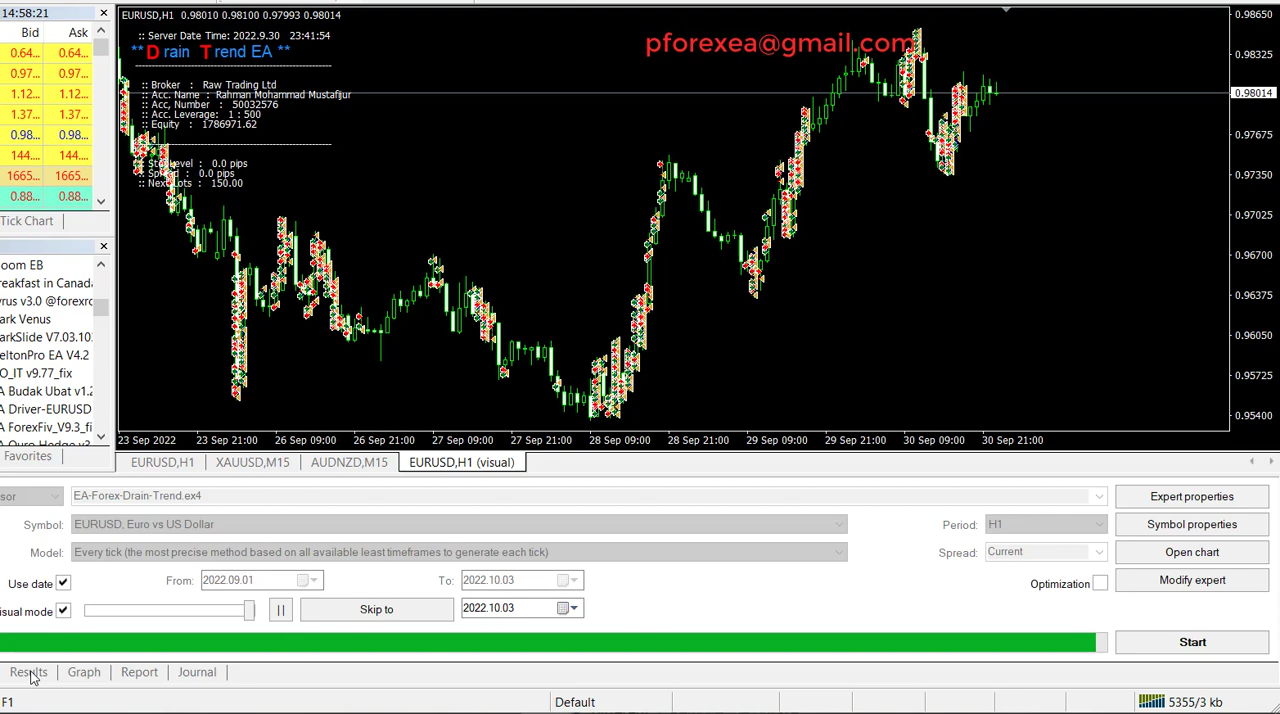 14:58:21
EURUSD,H1 0.98010 0.98100 0.97993 0.98014
:: Server Date Time: 2022.9.30 23:41:54
** Drain Trend EA **
:: Broker : Raw Trading Ltd
:: Acc. Name : Rahman Mohammad Mustafijur
:: Acc, Number : 50032576
:: Acc. Leverage: 1 : 500
:: Equity : 1786971.62
0.0 pips
0.0 pips
Lots : 150.00
pforexea@gmail.com
0.98650
0.98325
0.98014
0.97675
0.97350
0.97025
0.96700
0.96375
0.96050
0.95725
0.95400
Bid Ask
0.64... 0.64...
0.97... 0.97...
1.12... 1.12...
1.37... 1.37...
0.98... 0.98...
144.... 144....
1665... 1665...
0.88... 0.88...
Tick Chart
oom EB
reakfast in Canada
yrus v3.0 @forexro
ark Venus
arkSlide V7.03.10
eltonPro EA V4.2
O_IT v9.77_fix
A Budak Ubat v1.2
A Driver-EURUSD
A ForexFiv_V9.3_fi
Favorites
23 Sep 2022 23 Sep 21:00 26 Sep 09:00 26 Sep 21:00 27 Sep 09:00 27 Sep 21:00 28 Sep 09:00 28 Sep 21:00 29 Sep 09:00 29 Sep 21:00 30 Sep 09:00 30 Sep 21:00
EURUSD,H1 XAUUSD,M15 AUDNZD,M15 EURUSD,H1 (visual)
sor EA-Forex-Drain-Trend.ex4 Expert properties
Symbol: EURUSD, Euro vs US Dollar Period: H1 Symbol properties
Model: Every tick (the most precise method based on all available least timeframes to generate each tick) Spread: Current Open chart
Use date From: 2022.09.01 To: 2022.10.03 Optimization Modify expert
isual mode Skip to 2022.10.03
Start
Results Graph Report Journal
F1 Default 5355/3 kb